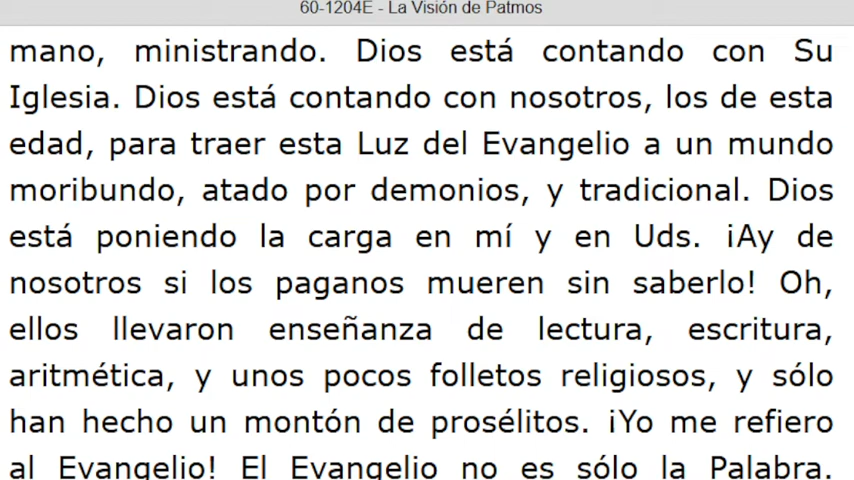 60-1204E - La Visión de Patmos
mano, ministrando. Dios está contando con Su
Iglesia. Dios está contando con nosotros, los de esta
edad, para traer esta Luz del Evangelio a un mundo
moribundo, atado por demonios, y tradicional. Dios
está poniendo la carga en mí y en Uds. ¡Ay de
nosotros si los paganos mueren sin saberlo! Oh,
ellos llevaron enseñanza de lectura, escritura,
aritmética, y unos pocos folletos religiosos, y sólo
han hecho un montón de prosélitos. ¡Yo me refiero
al Evangelio! El Evangelio no es sólo la Palabra.